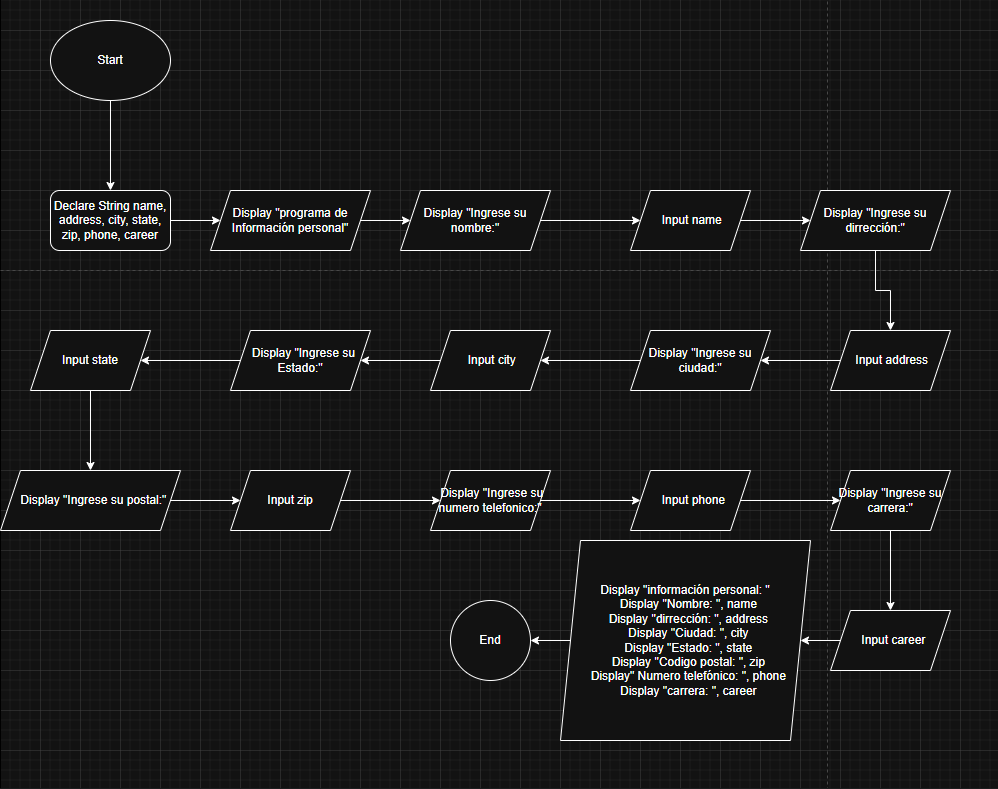 Start
Declare String name,
address, city, state,
zip, phone, career
Display "programa de
Información personal"
Display "Ingrese su
nombre:"
Input name
Display "Ingrese su
dirrección:"
Input address
Display "Ingrese su
ciudad:"
Input city
Display "Ingrese su
Estado:"
Input state
Display "Ingrese su postal:"
Input zip
Display "Ingrese su
numero telefonico:"
Input phone
Display "Ingrese su
carrera:"
Input career
Display "información personal: "
Display "Nombre: ", name
Display "dirrección: ", address
Display "Ciudad: ", city
Display "Estado: ", state
Display "Codigo postal: ", zip
Display" Numero telefónico: ", phone
Display "carrera: ", career
End